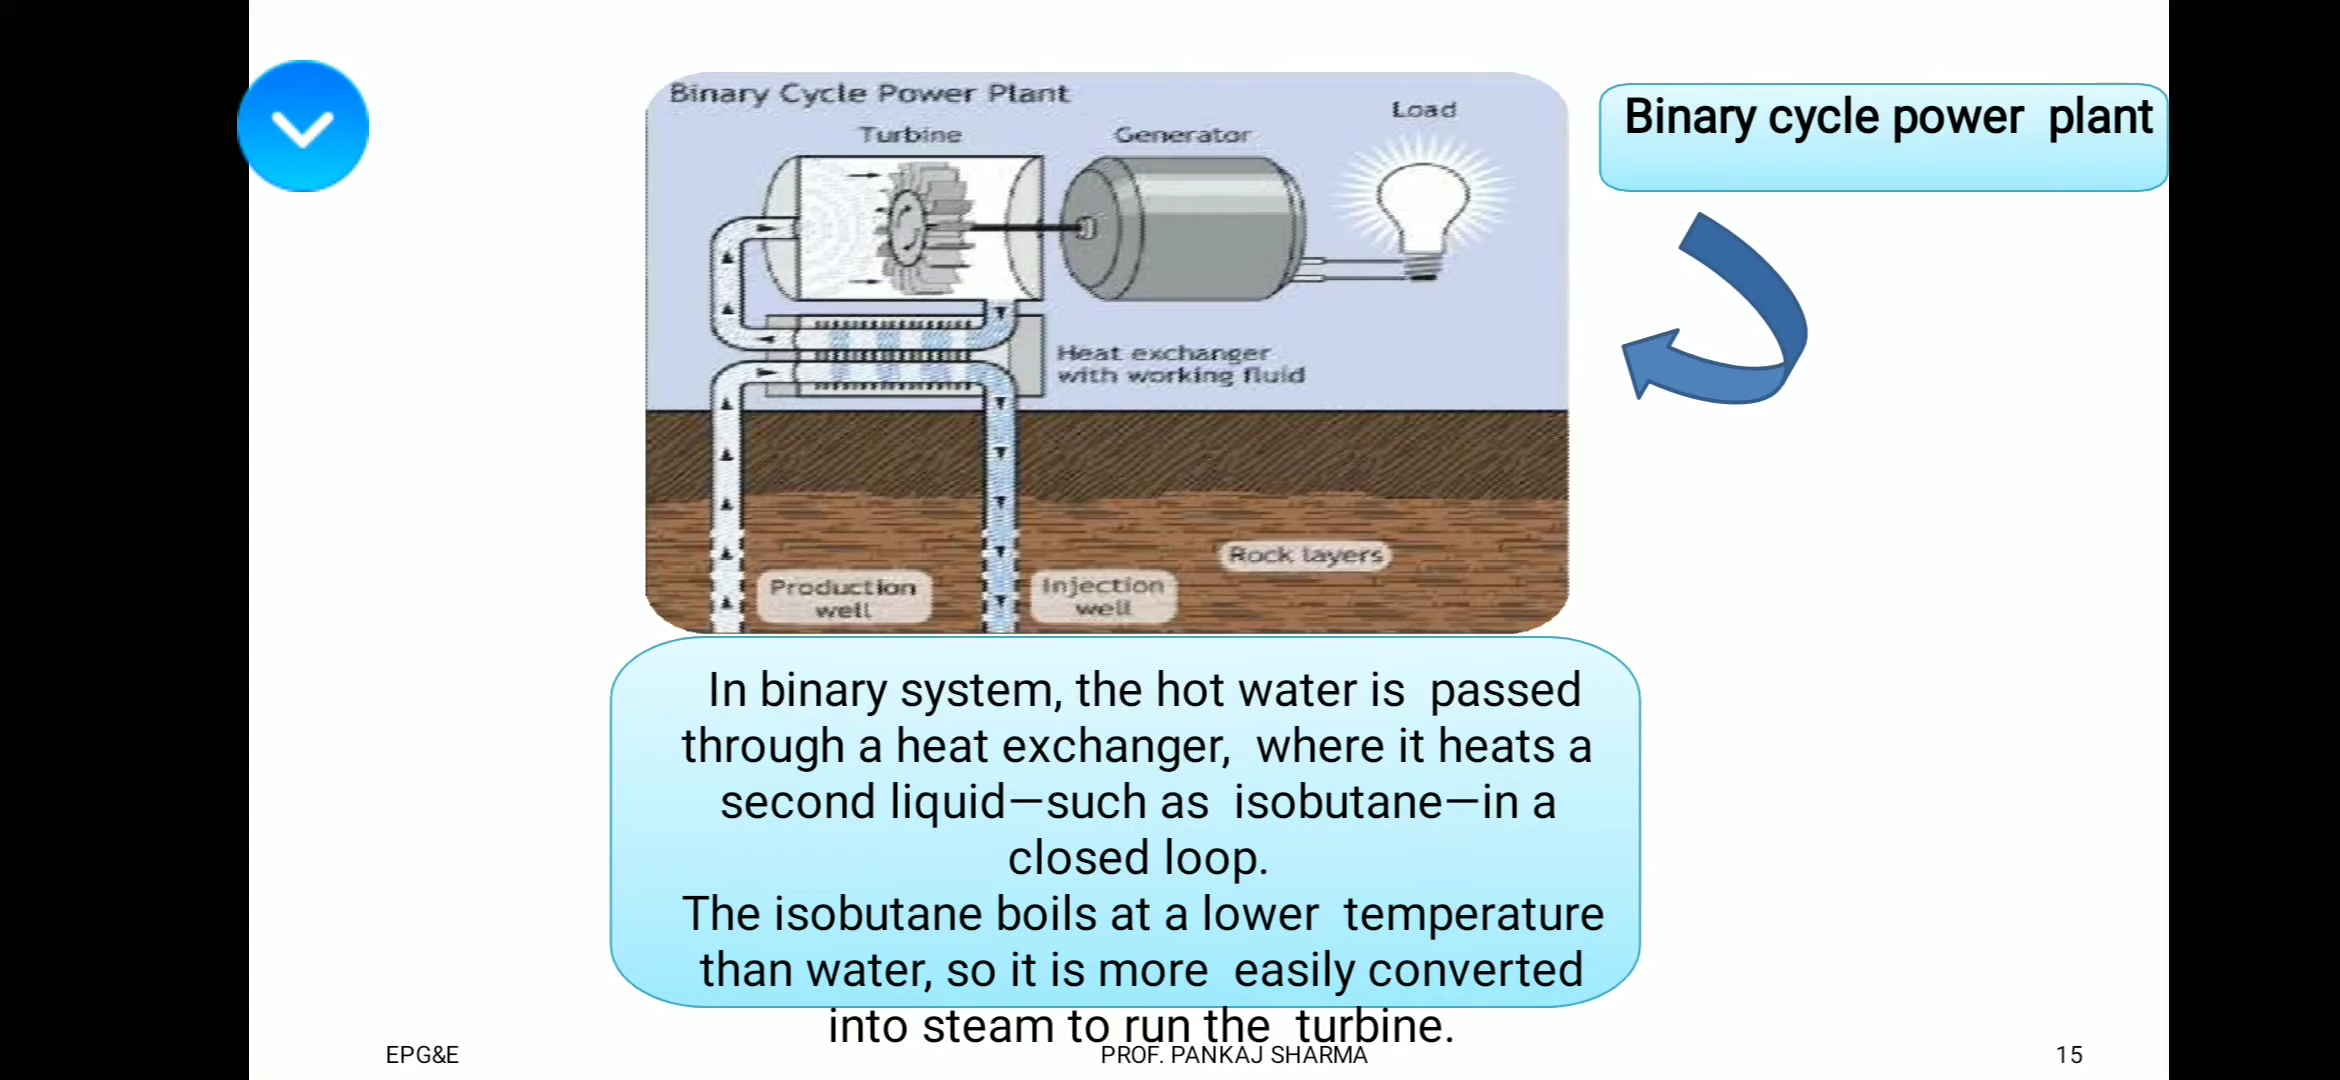 Binary Cycle Power Plant
Load
Turbine
Generator
Heat exchanger
with working fluid
Rock layers
Production
well
Injection
well
Binary cycle power plant
In binary system, the hot water is passed
through a heat exchanger, where it heats a
second liquid—such as isobutane—in a
closed loop.
The isobutane boils at a lower temperature
than water, so it is more easily converted
into steam to run the turbine.
EPG&E
PROF. PANKAJ SHARMA
15